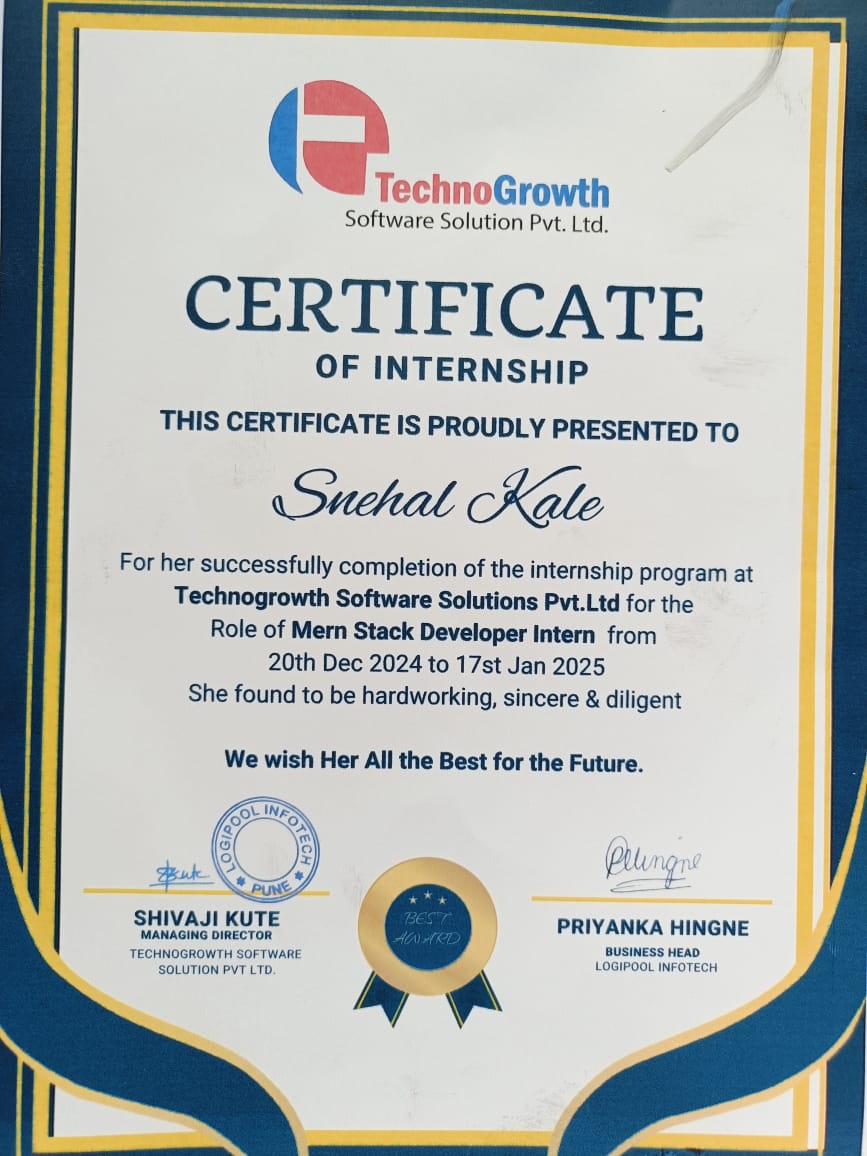 TechnoGrowth
Software Solution Pvt. Ltd.
CERTIFICATE
OF INTERNSHIP
THIS CERTIFICATE IS PROUDLY PRESENTED TO
Snehal Kale
For her successfully completion of the internship program at
Technogrowth Software Solutions Pvt.Ltd for the
Role of Mern Stack Developer Intern from
20th Dec 2024 to 17st Jan 2025
She found to be hardworking, sincere & diligent
We wish Her All the Best for the Future.
LOGIPOOL INFOTECH
PUNE
SHIVAJI KUTE
MANAGING DIRECTOR
TECHNOGROWTH SOFTWARE
SOLUTION PVT LTD.
BEST
AWARD
PRIYANKA HINGNE
BUSINESS HEAD
LOGIPOOL INFOTECH